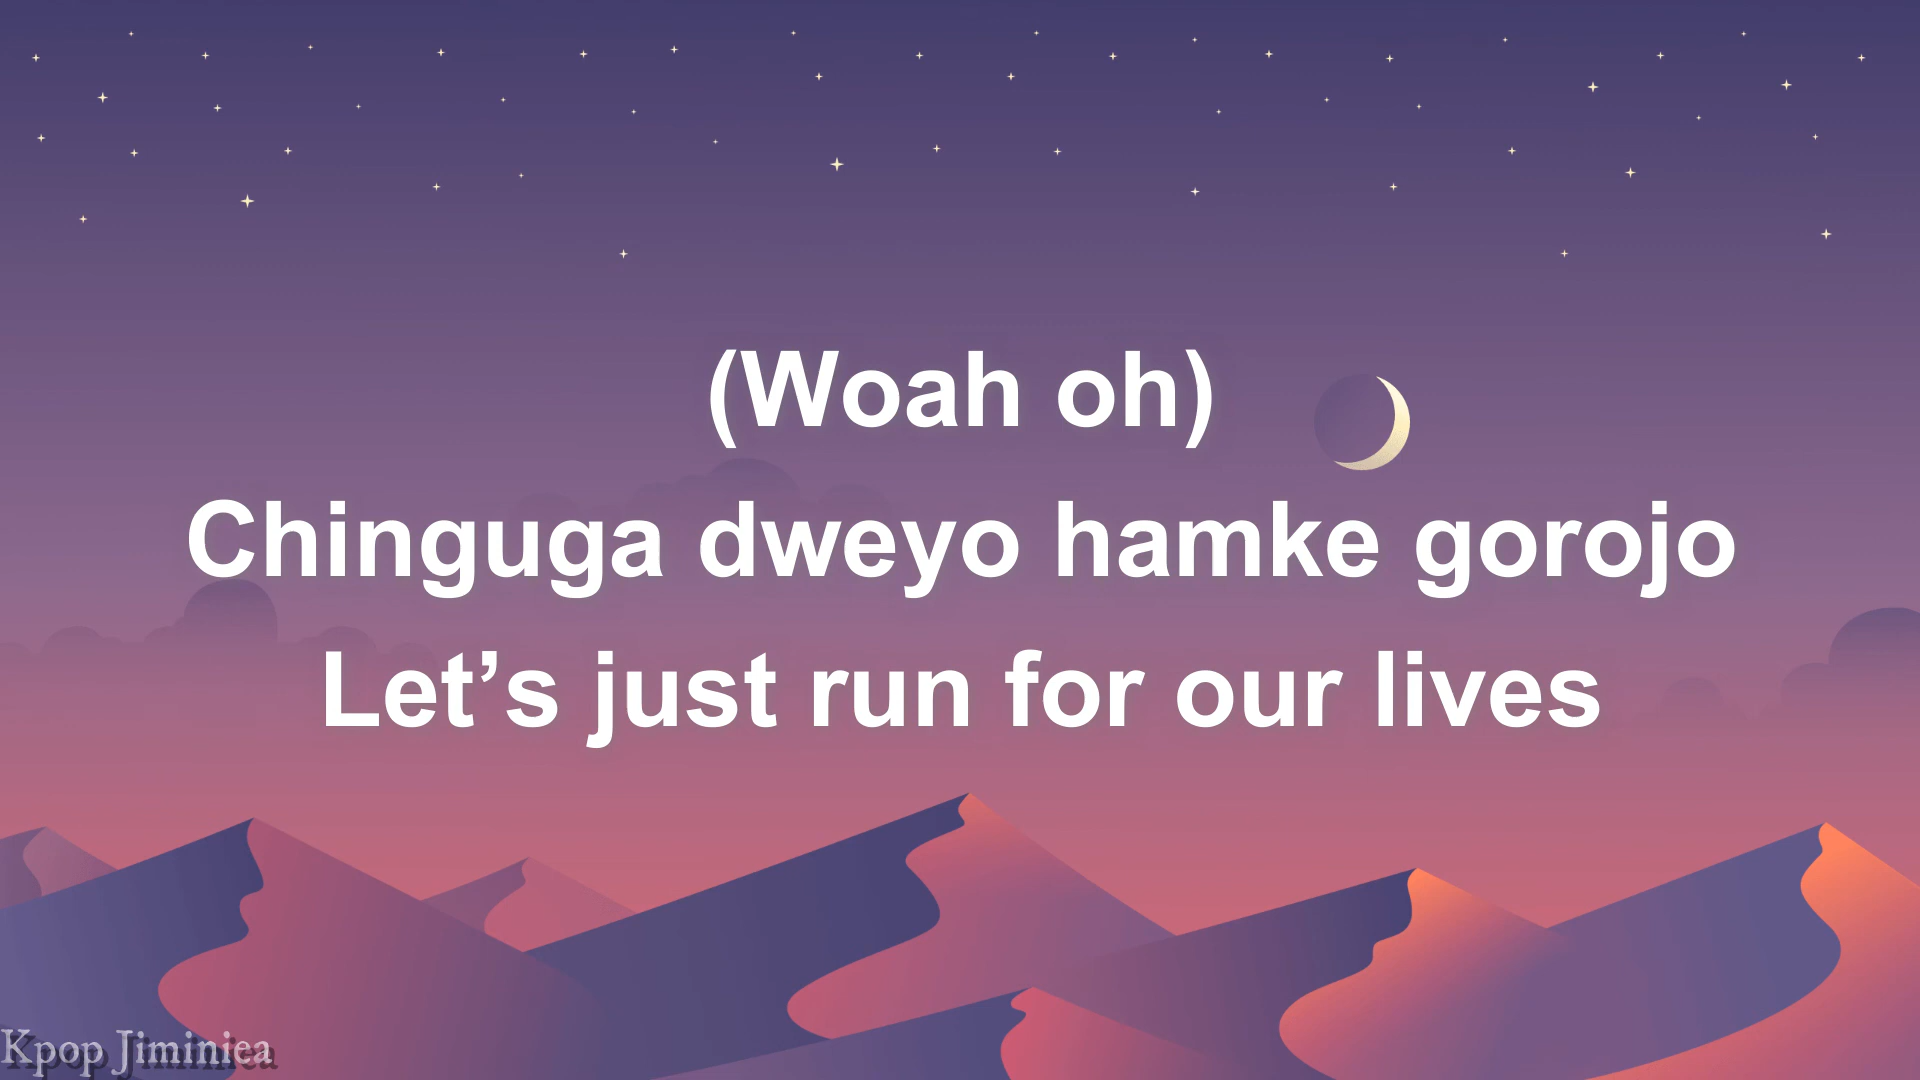 (Woah oh)
Chinguga dweyo hamke gorojo
Let’s just run for our lives
Kpop Jiminiea